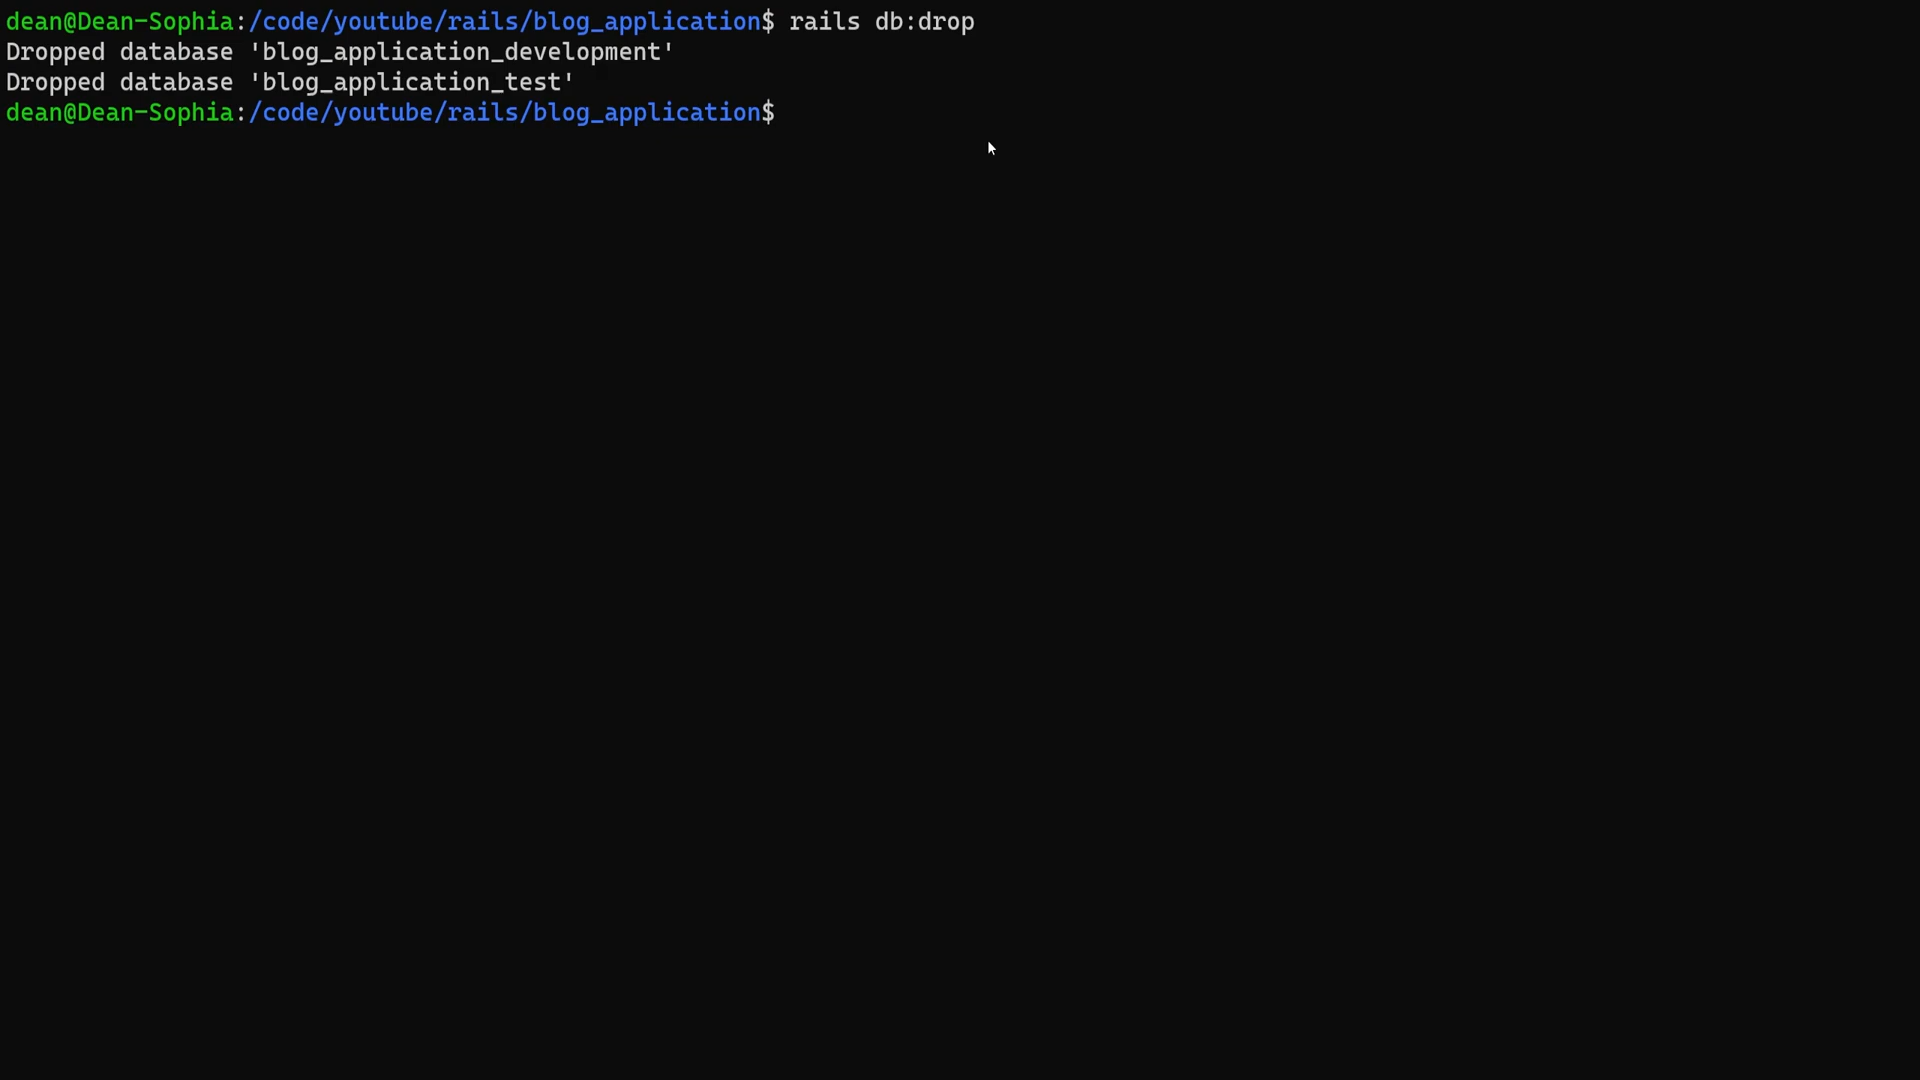 dean@Dean-Sophia:/code/youtube/rails/blog_application$ rails db:drop
Dropped database 'blog_application_development'
Dropped database 'blog_application_test'
dean@Dean-Sophia:/code/youtube/rails/blog_application$